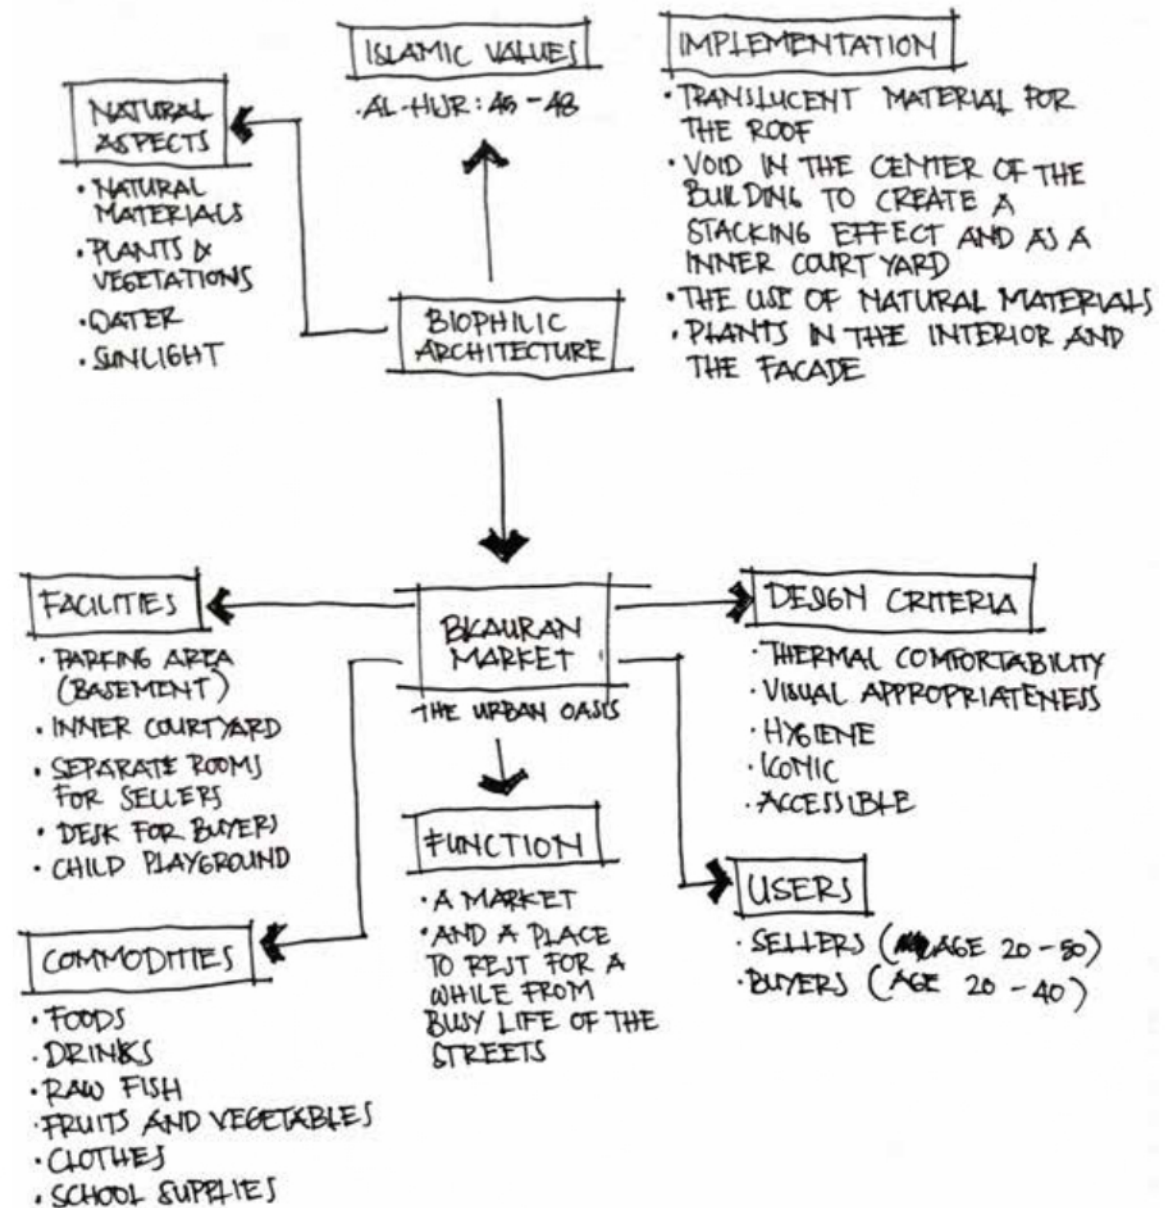 ISLAMIC VALUES
· AL-HIJR : 45 - 48
IMPLEMENTATION
· TRANSLUCENT MATERIAL FOR
THE ROOF
· VOID IN THE CENTER OF THE
BUILDING TO CREATE A
STACKING EFFECT AND AS A
INNER COURT YARD
· THE USE OF NATURAL MATERIALS
· PLANTS IN THE INTERIOR AND
THE FACADE
NATURAL
ASPECTS
· NATURAL
MATERIALS
· PLANTS &
VEGETATIONS
· WATER
· SUNLIGHT
BIOPHILIC
ARCHITECTURE
FACILITIES
· PARKING AREA
(BASEMENT)
· INNER COURTYARD
· SEPARATE ROOMS
FOR SELLERS
· DESK FOR BUYERS
· CHILD PLAYGROUND
BLAURAN
MARKET
THE URBAN OASIS
DESIGN CRITERIA
· THERMAL COMFORTABILITY
· VISUAL APPROPRIATENESS
· HYGIENE
· ICONIC
· ACCESSIBLE
FUNCTION
· A MARKET
· AND A PLACE
TO REST FOR A
WHILE FROM
BUSY LIFE OF THE
STREETS
USERS
· SELLERS (AGE 20 - 50)
· BUYERS (AGE 20 - 40)
COMMODITIES
· FOODS
· DRINKS
· RAW FISH
· FRUITS AND VEGETABLES
· CLOTHES
· SCHOOL SUPPLIES